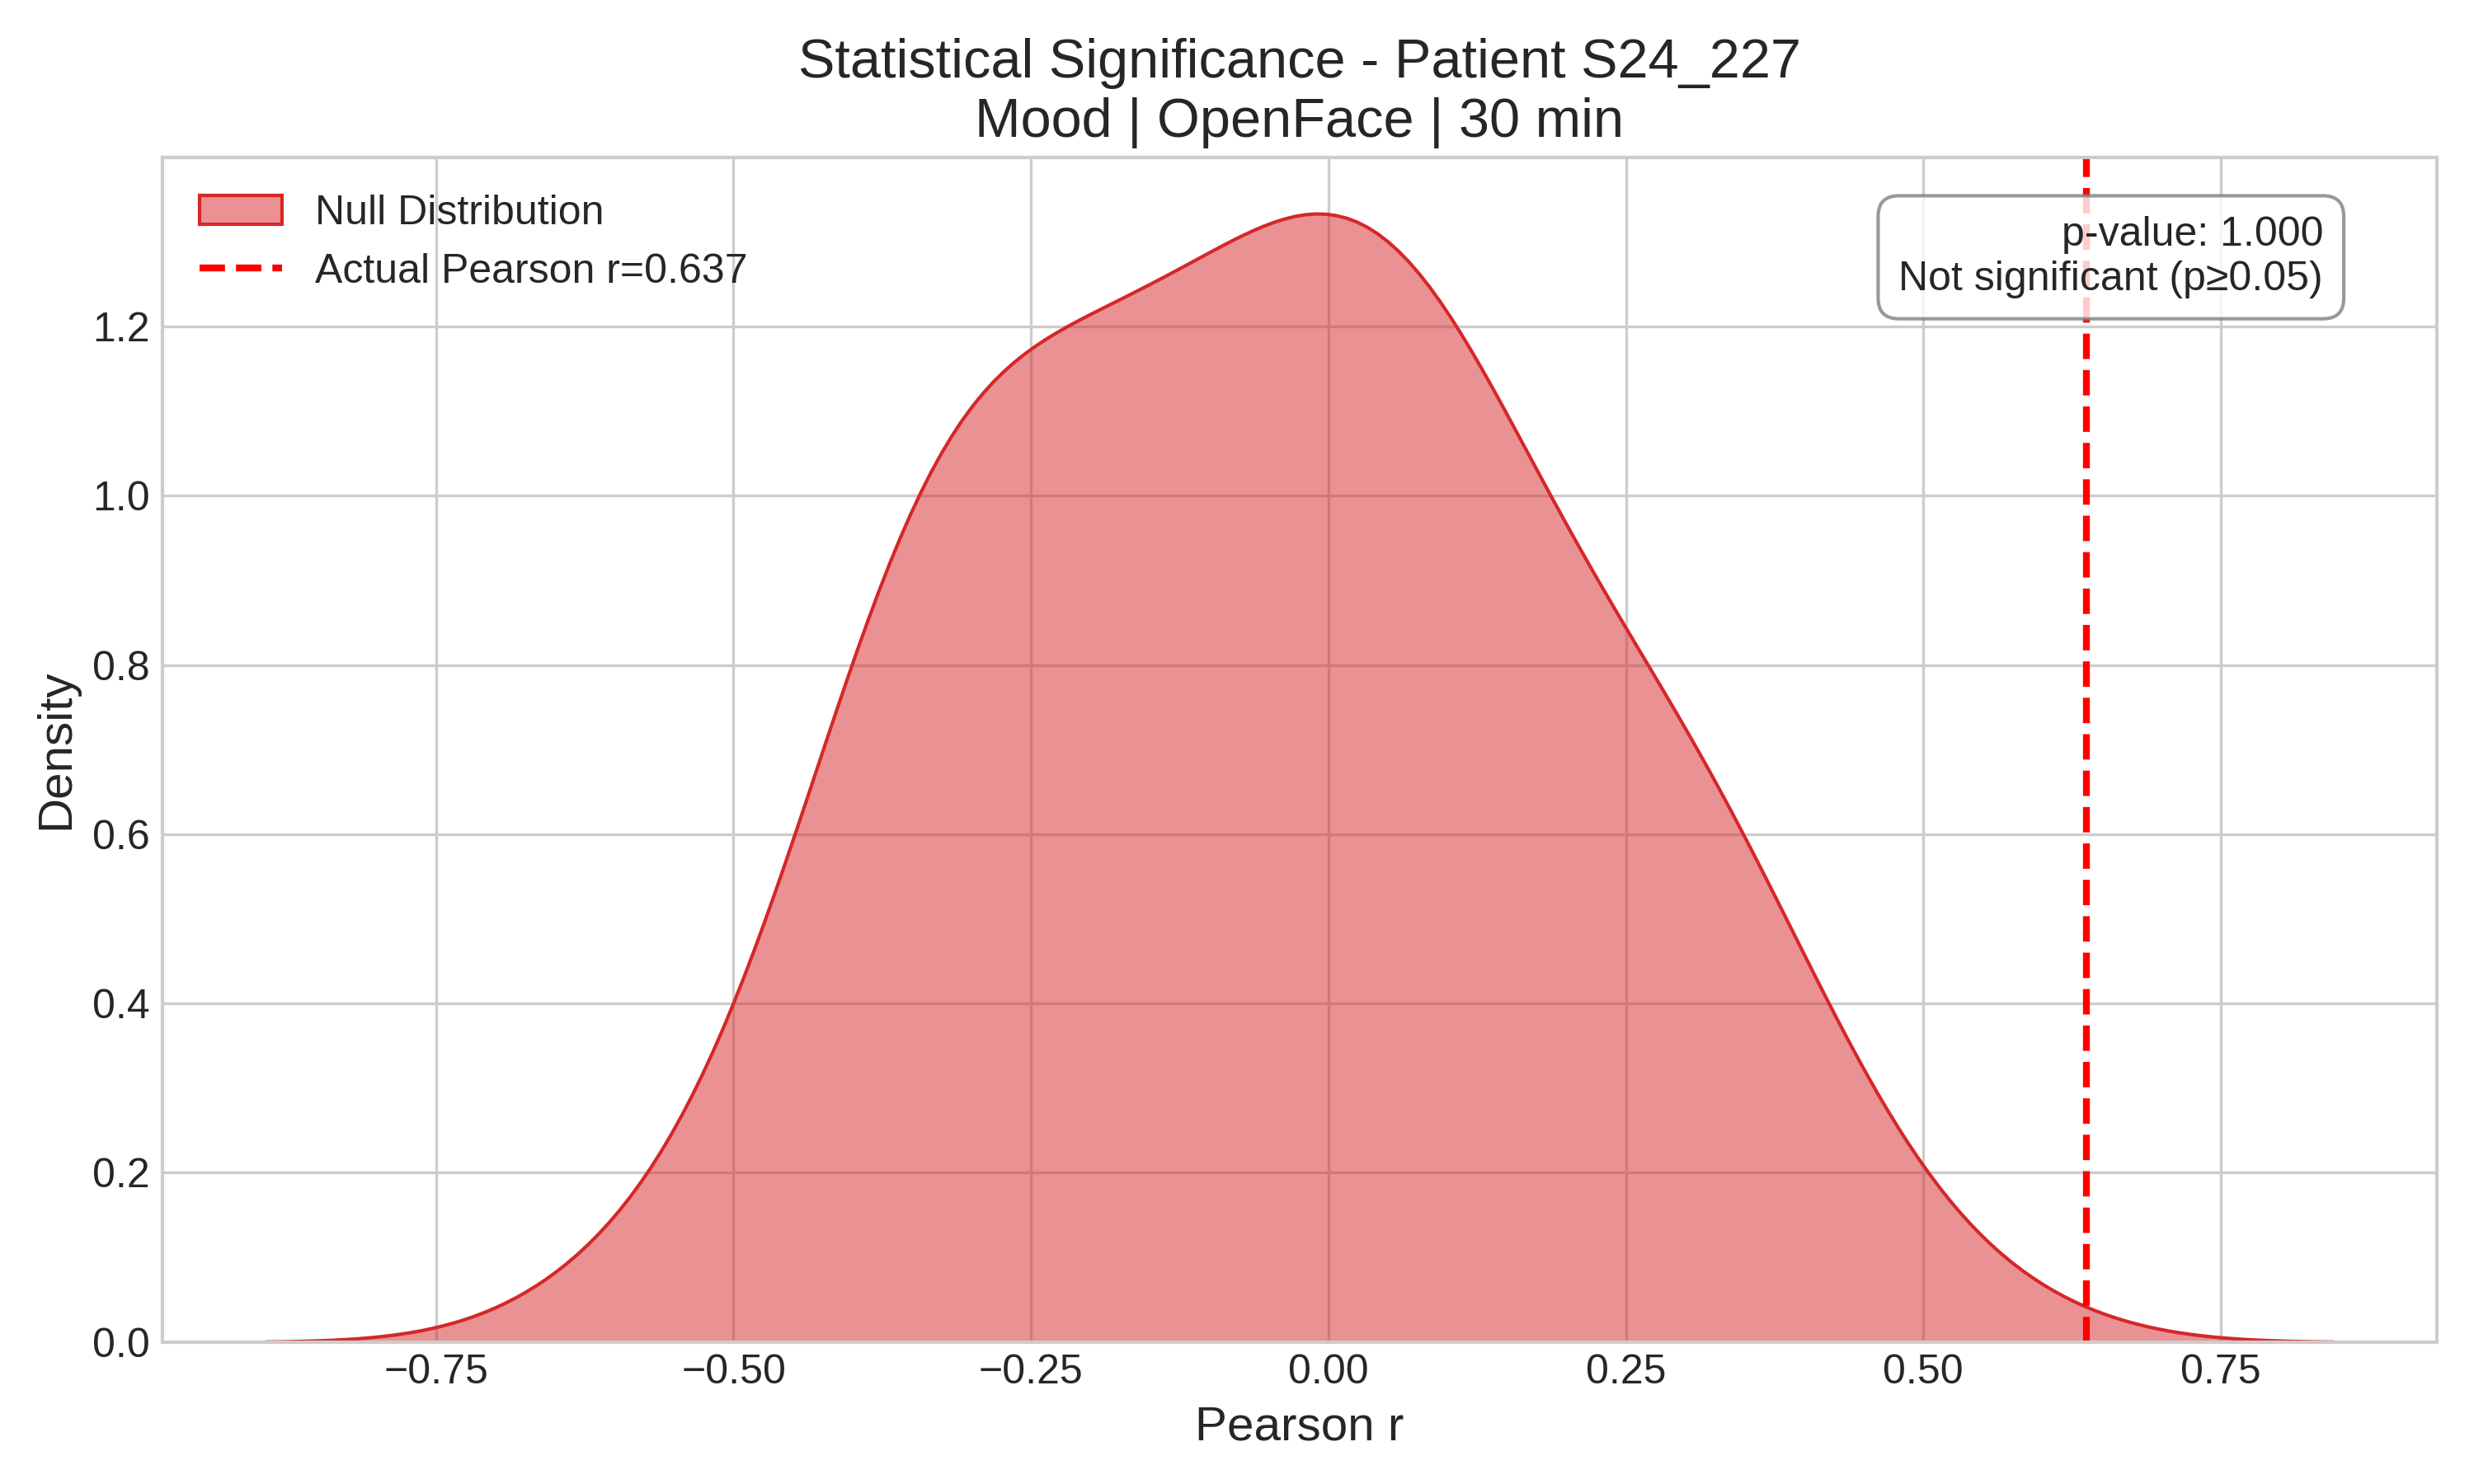 Statistical Significance - Patient S24_227
Mood | OpenFace | 30 min
Null Distribution
Actual Pearson r=0.637
p-value: 1.000
Not significant (p≥0.05)
Density
1.2
1.0
0.8
0.6
0.4
0.2
0.0
−0.75 −0.50 −0.25 0.00 0.25 0.50 0.75
Pearson r